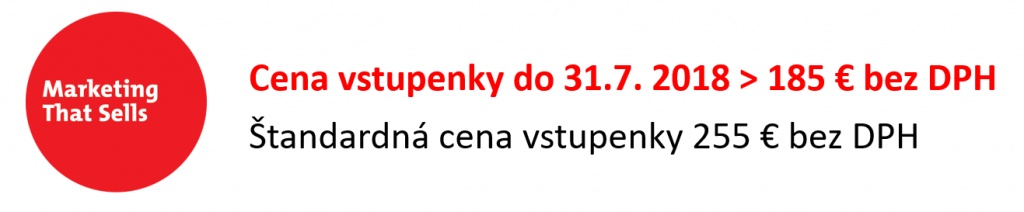 Marketing
That Sells
Cena vstupenky do 31.7. 2018 > 185 € bez DPH
Štandardná cena vstupenky 255 € bez DPH